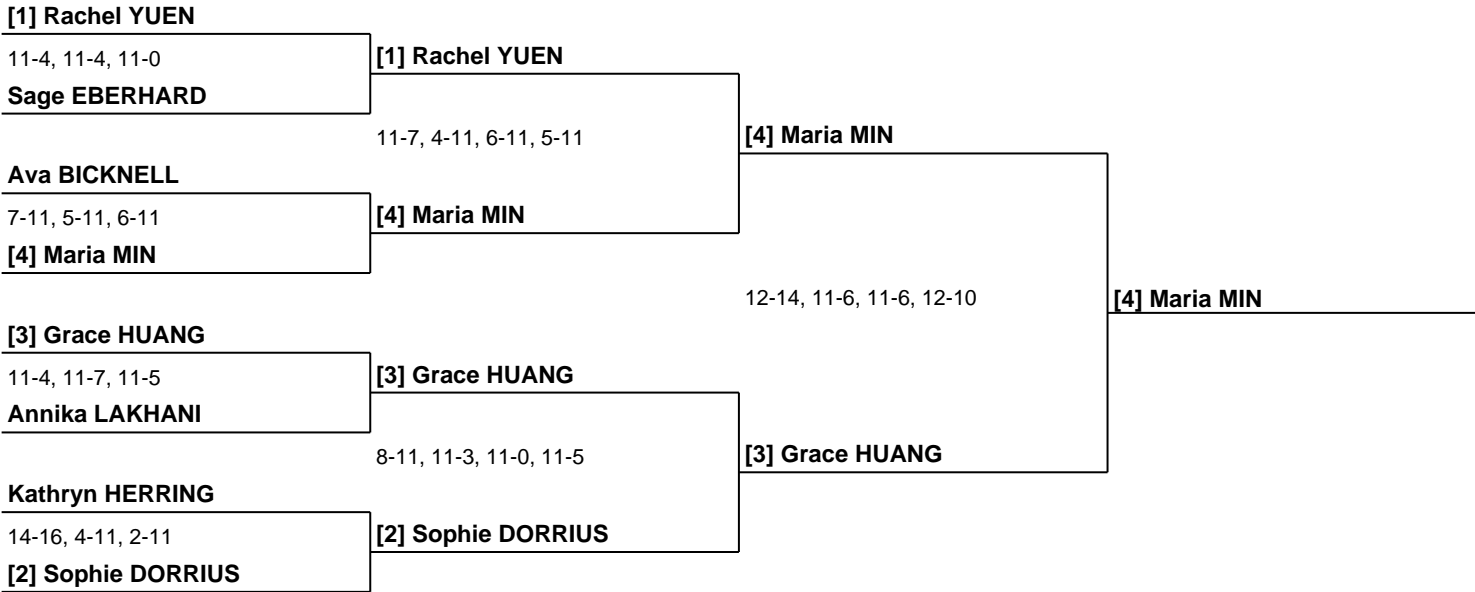 [1] Rachel YUEN
11-4, 11-4, 11-0
[1] Rachel YUEN
Sage EBERHARD
11-7, 4-11, 6-11, 5-11
[4] Maria MIN
Ava BICKNELL
7-11, 5-11, 6-11
[4] Maria MIN
[4] Maria MIN
12-14, 11-6, 11-6, 12-10
[4] Maria MIN
[3] Grace HUANG
11-4, 11-7, 11-5
[3] Grace HUANG
Annika LAKHANI
8-11, 11-3, 11-0, 11-5
[3] Grace HUANG
Kathryn HERRING
14-16, 4-11, 2-11
[2] Sophie DORRIUS
[2] Sophie DORRIUS